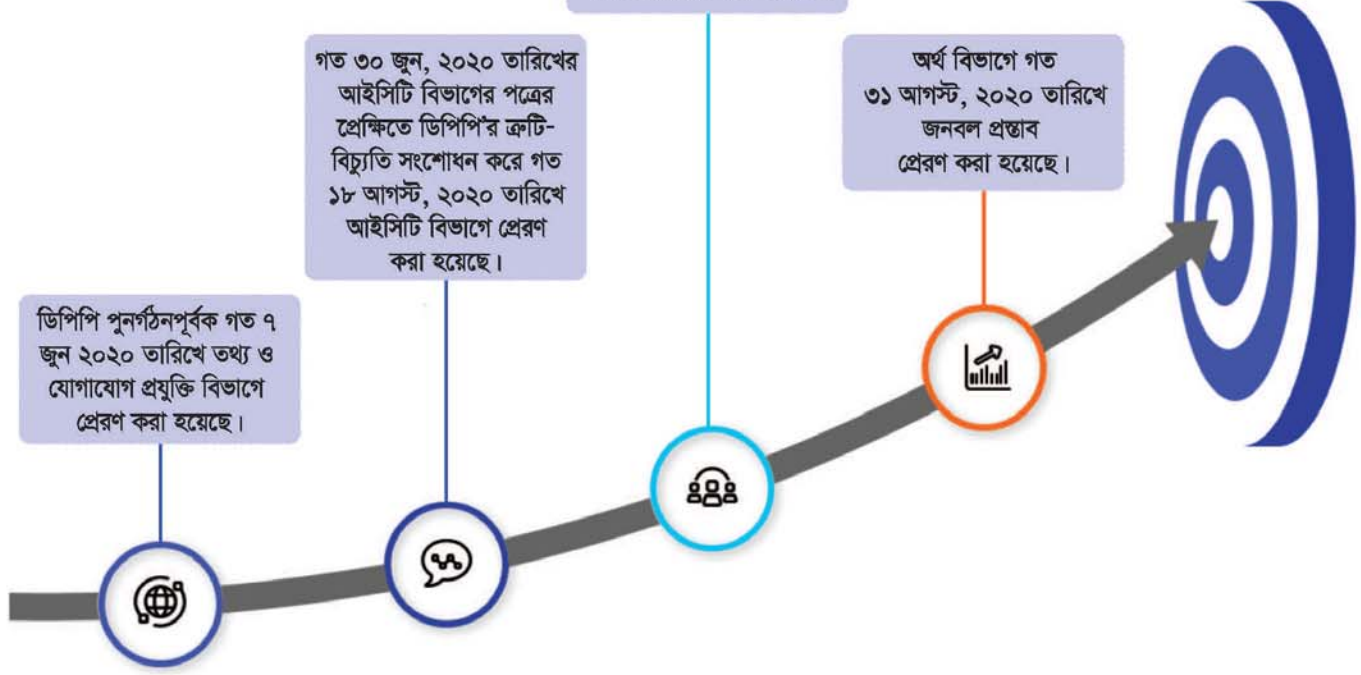 ডিপিপি পুনর্গঠনপূর্বক গত ৭
জুন ২০২০ তারিখে তথ্য ও
যোগাযোগ প্রযুক্তি বিভাগে
প্রেরণ করা হয়েছে।
গত ৩০ জুন, ২০২০ তারিখের
আইসিটি বিভাগের পত্রের
প্রেক্ষিতে ডিপিপি'র ত্রুটি-
বিচ্যুতি সংশোধন করে গত
১৮ আগস্ট, ২০২০ তারিখে
আইসিটি বিভাগে প্রেরণ
করা হয়েছে।
অর্থ বিভাগে গত
৩১ আগস্ট, ২০২০ তারিখে
জনবল প্রস্তাব
প্রেরণ করা হয়েছে।